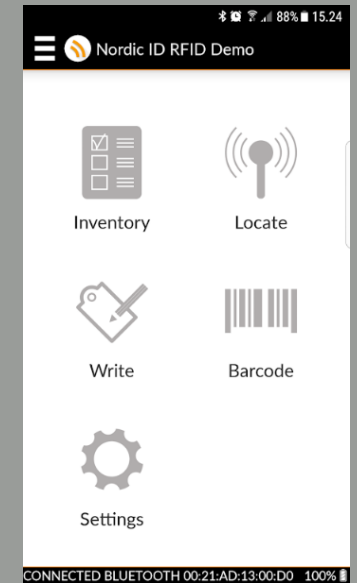 88% 15.24
Nordic ID RFID Demo
Inventory Locate
Write Barcode
Settings
CONNECTED BLUETOOTH 00:21:AD:13:00:D0 100%